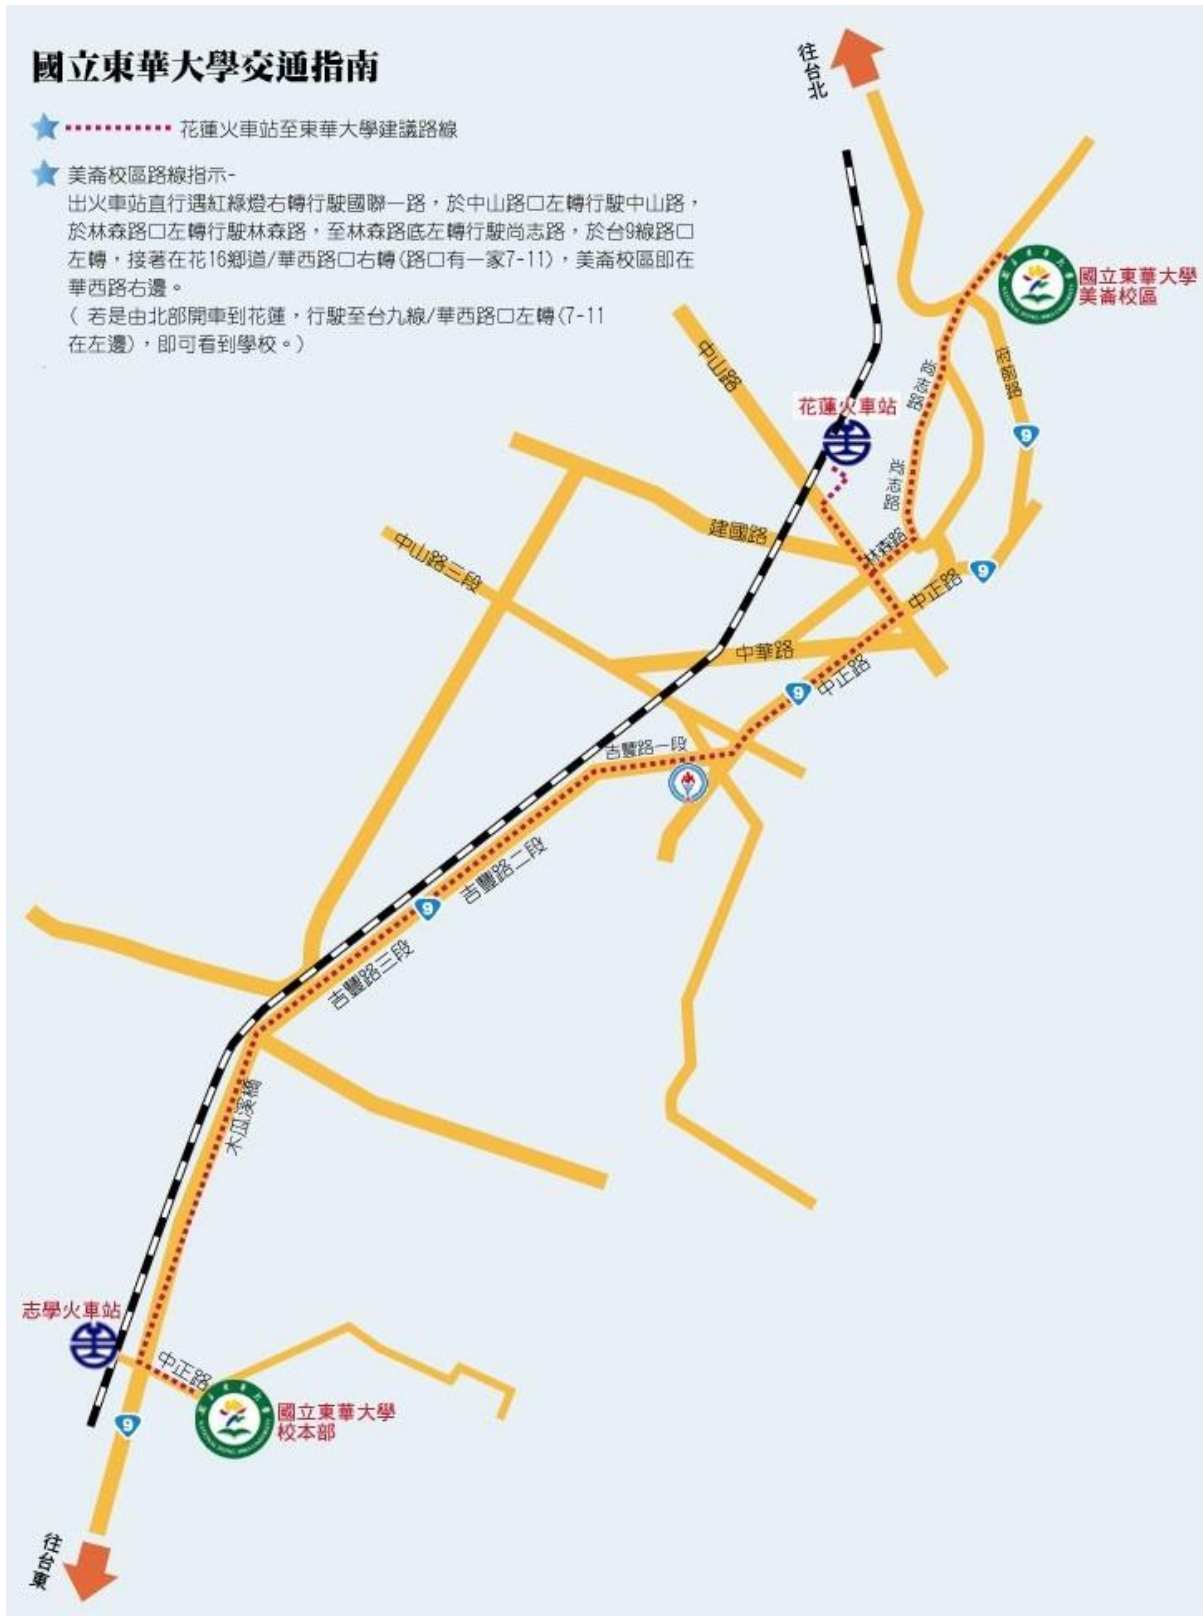 國立東華大學交通指南
花蓮火車站至東華大學建議路線
美崙校區路線指示-
出火車站直行遇紅綠燈右轉行駛國聯一路，於中山路口左轉行駛中山路，
於林森路口左轉行駛林森路，至林森路底左轉行駛尚志路，於台9線路口
左轉，接著在花16鄉道/華西路口右轉(路口有一家7-11)，美崙校區即在
華西路右邊。
( 若是由北部開車到花蓮，行駛至台九線/華西路口左轉(7-11
在左邊)，即可看到學校。)
往台北
國立東華大學
美崙校區
中山路
尚志路
府前路
花蓮火車站
9
尚志路
建國路
林森路
中山路三段
9
中正路
中華路
中正路
9
吉豐路一段
吉豐路二段
9
吉豐路三段
木瓜溪橋
志學火車站
中正路
國立東華大學
校本部
9
往台東